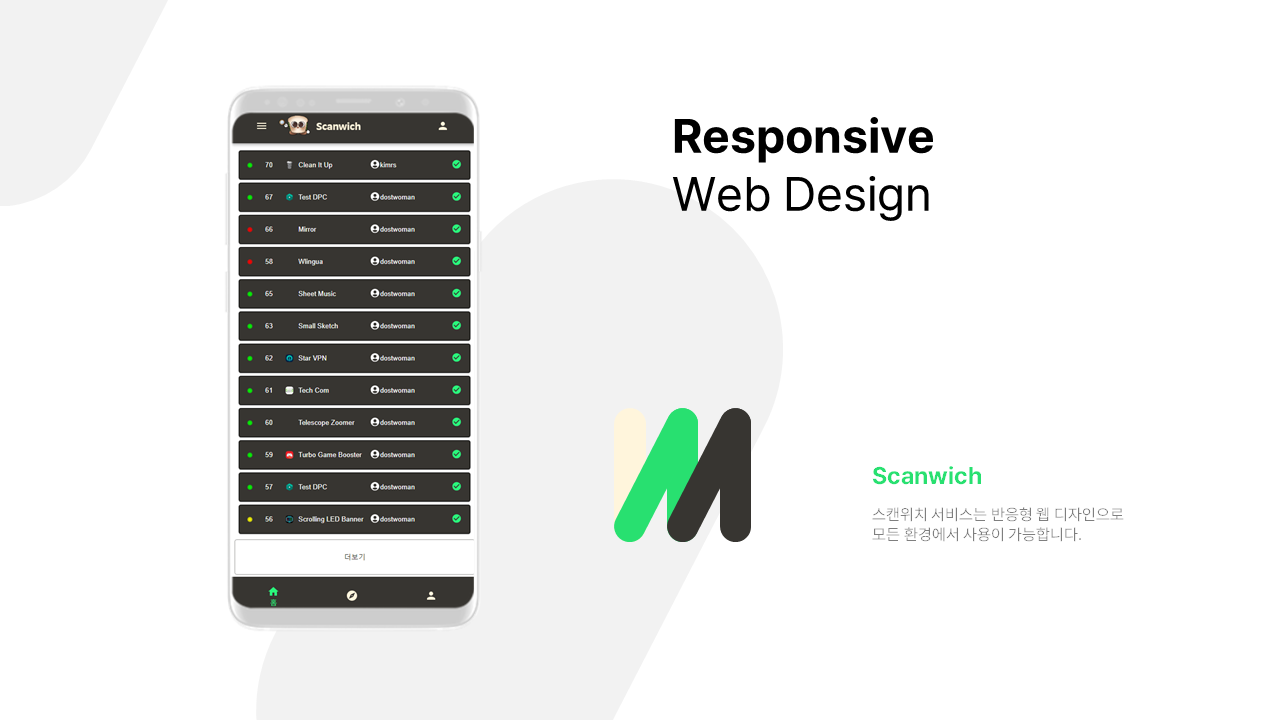 Scanwich
70 Clean It Up kimrs
67 Test DPC dostwoman
66 Mirror dostwoman
58 Wlingua dostwoman
65 Sheet Music dostwoman
63 Small Sketch dostwoman
62 Star VPN dostwoman
61 Tech Com dostwoman
60 Telescope Zoomer dostwoman
59 Turbo Game Booster dostwoman
57 Test DPC dostwoman
56 Scrolling LED Banner dostwoman
더보기
홈
Responsive
Web Design
Scanwich
스캔위치 서비스는 반응형 웹 디자인으로
모든 환경에서 사용이 가능합니다.